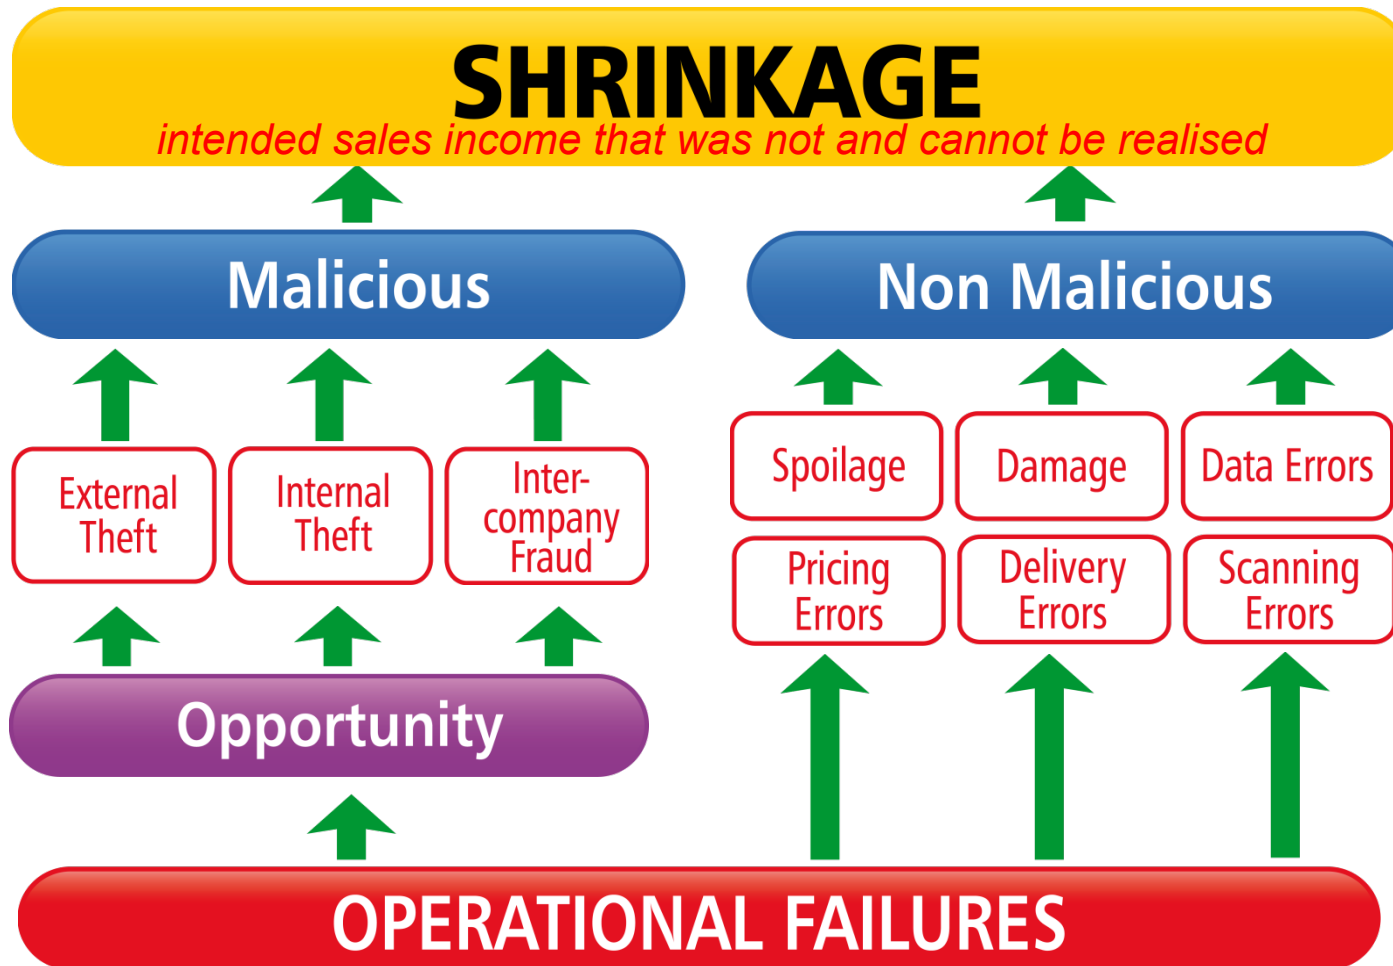 SHRINKAGE
intended sales income that was not and cannot be realised
Malicious
Non Malicious
External
Theft
Internal
Theft
Inter-
company
Fraud
Spoilage
Damage
Data Errors
Pricing
Errors
Delivery
Errors
Scanning
Errors
Opportunity
OPERATIONAL FAILURES